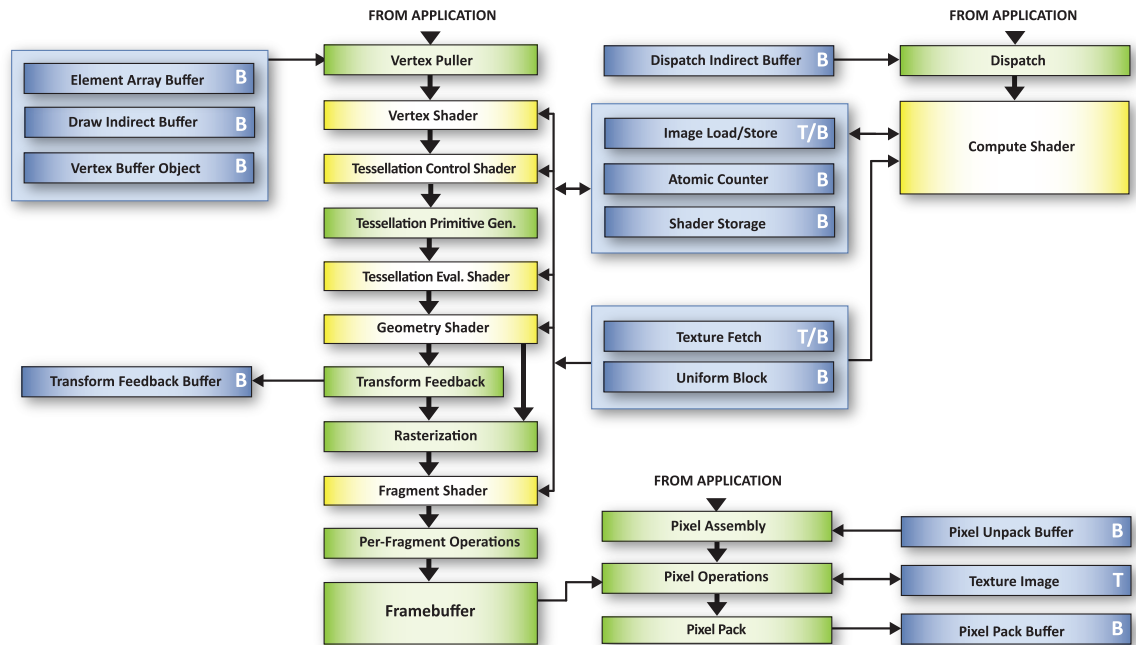 FROM APPLICATION
Vertex Puller
Element Array Buffer B
Draw Indirect Buffer B
Vertex Buffer Object B
Vertex Shader
Tessellation Control Shader
Tessellation Primitive Gen.
Tessellation Eval. Shader
Geometry Shader
Transform Feedback
Transform Feedback Buffer B
Rasterization
Fragment Shader
Per-Fragment Operations
Framebuffer
FROM APPLICATION
Dispatch Indirect Buffer B
Dispatch
Image Load/Store T/B
Atomic Counter B
Shader Storage B
Compute Shader
Texture Fetch T/B
Uniform Block B
FROM APPLICATION
Pixel Assembly
Pixel Unpack Buffer B
Pixel Operations
Texture Image T
Pixel Pack
Pixel Pack Buffer B